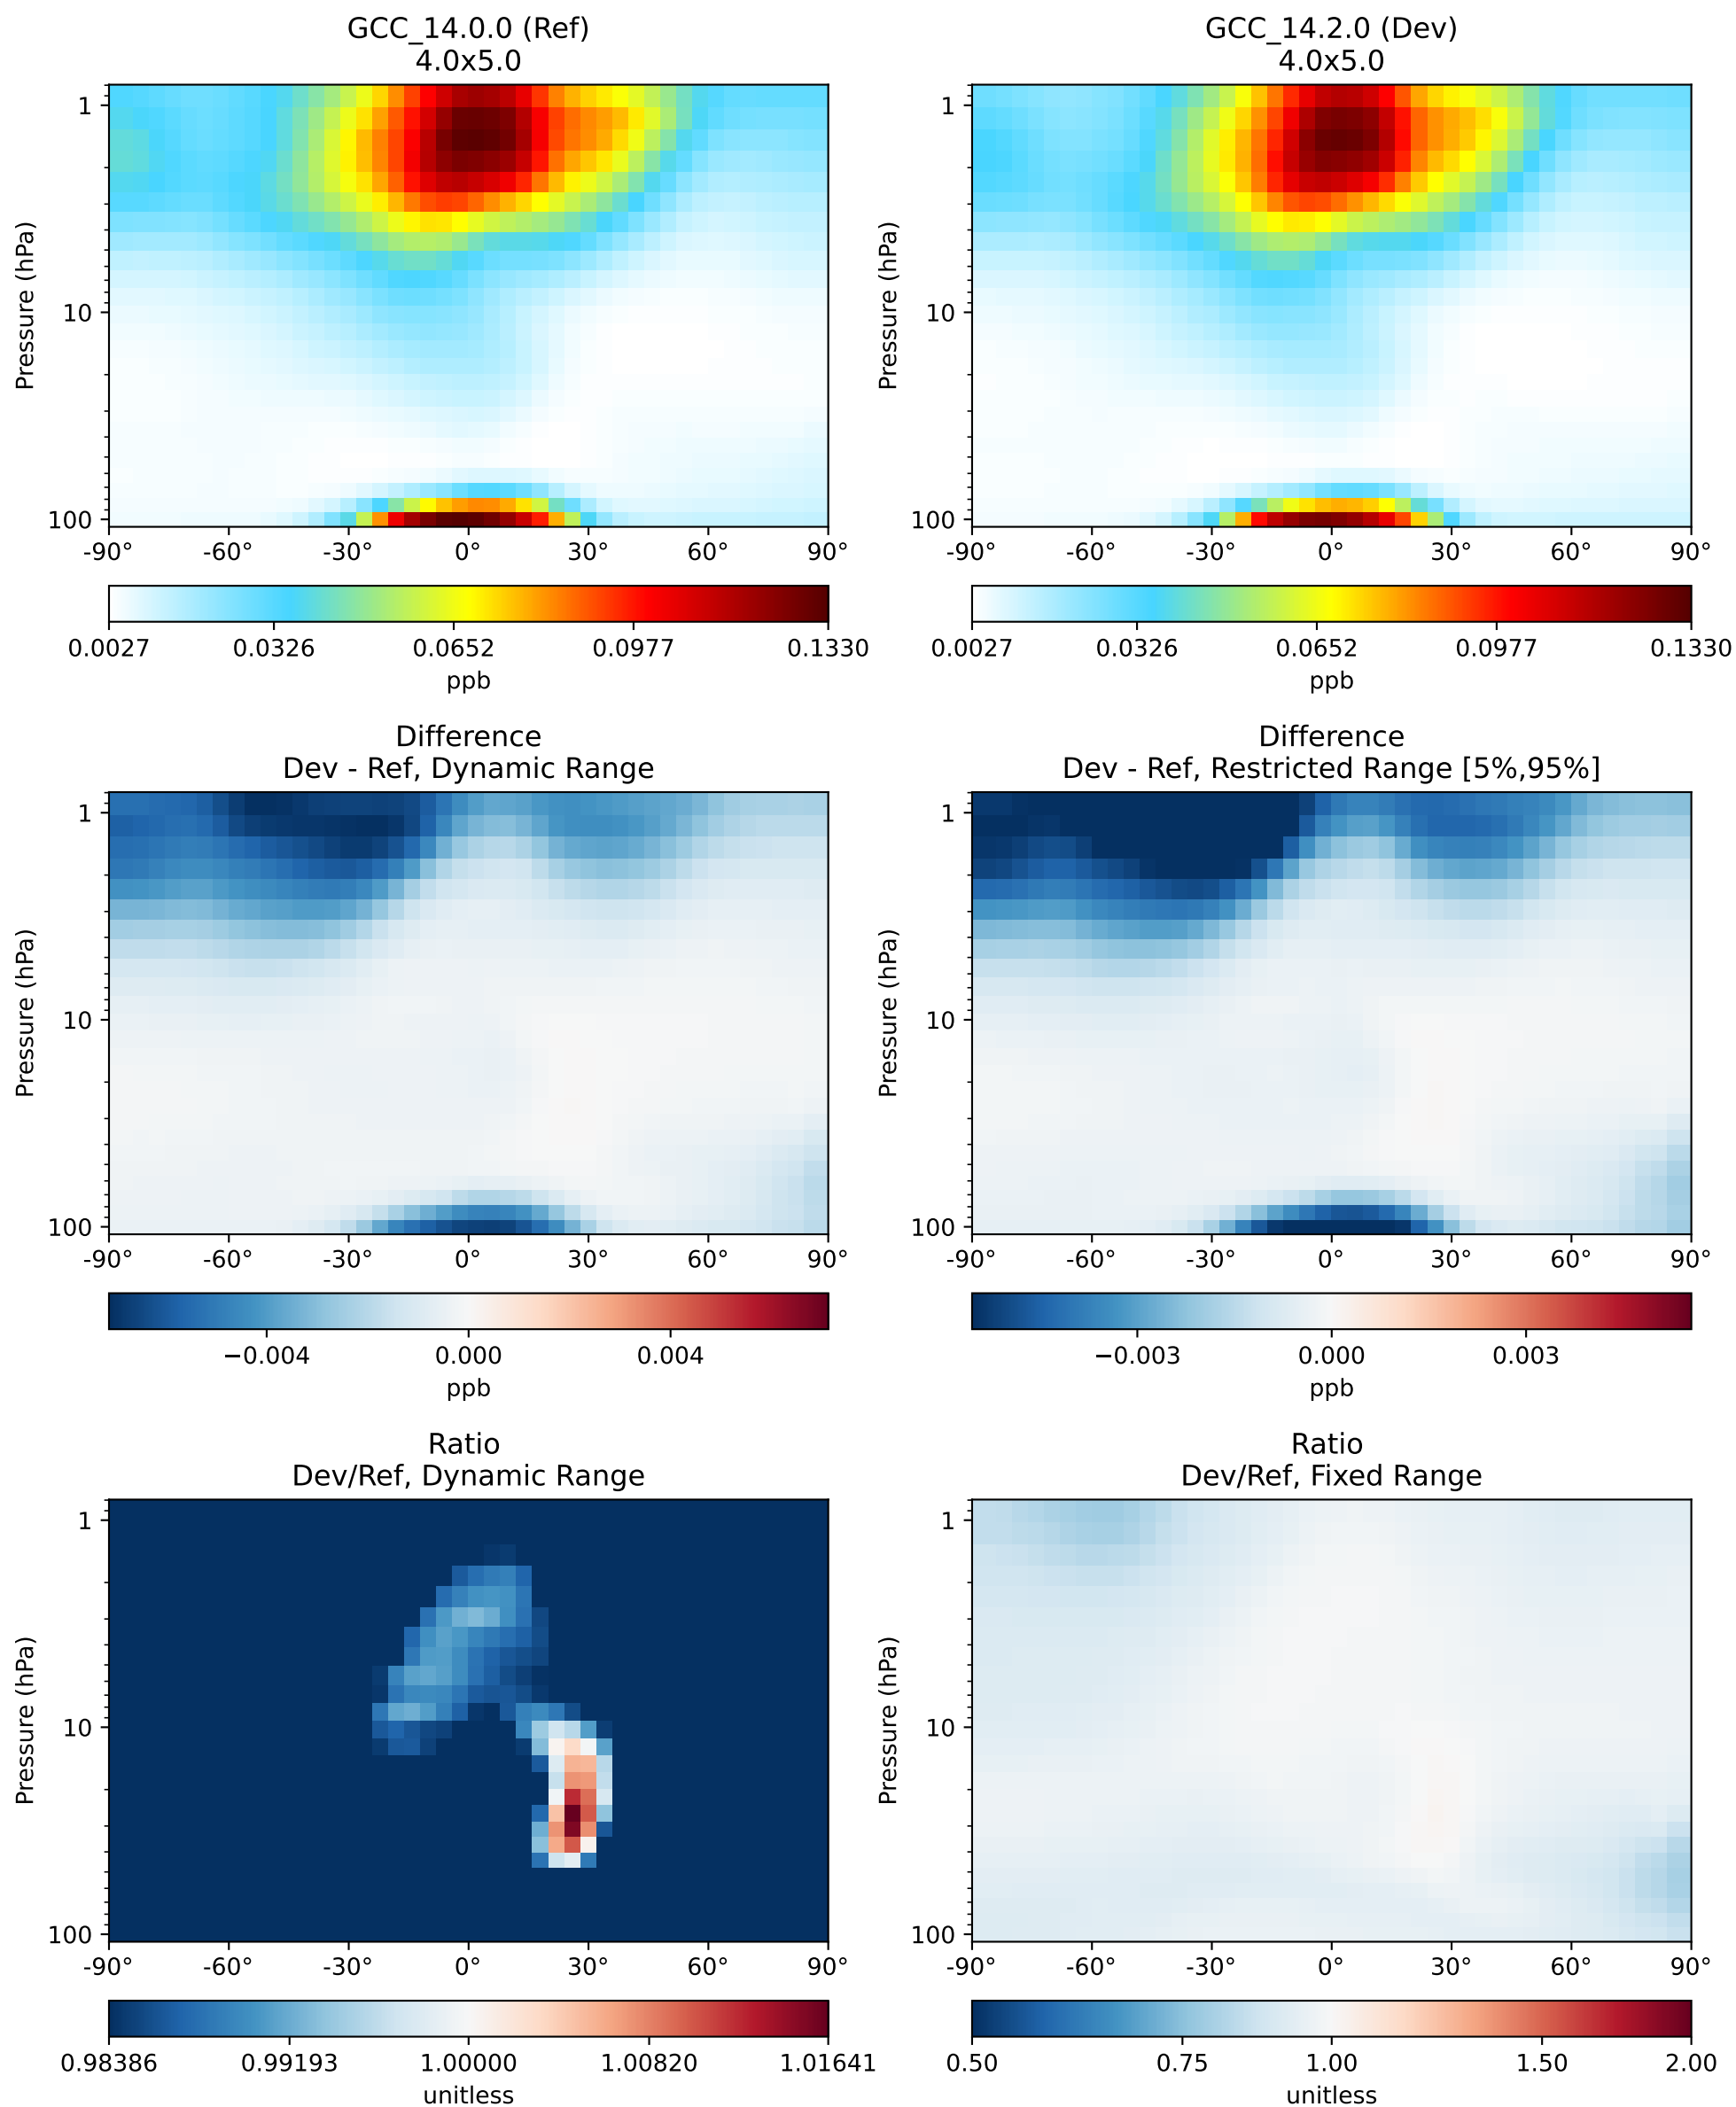 GCC_14.0.0 (Ref)
4.0x5.0
GCC_14.2.0 (Dev)
4.0x5.0
Pressure (hPa)
1
10
100
-90° -60° -30° 0° 30° 60° 90°
0.0027 0.0326 0.0652 0.0977 0.1330
ppb
Pressure (hPa)
1
10
100
-90° -60° -30° 0° 30° 60° 90°
0.0027 0.0326 0.0652 0.0977 0.1330
ppb
Difference
Dev - Ref, Dynamic Range
Pressure (hPa)
1
10
100
-90° -60° -30° 0° 30° 60° 90°
−0.004 0.000 0.004
ppb
Difference
Dev - Ref, Restricted Range [5%,95%]
Pressure (hPa)
1
10
100
-90° -60° -30° 0° 30° 60° 90°
−0.003 0.000 0.003
ppb
Ratio
Dev/Ref, Dynamic Range
Pressure (hPa)
1
10
100
-90° -60° -30° 0° 30° 60° 90°
0.98386 0.99193 1.00000 1.00820 1.01641
unitless
Ratio
Dev/Ref, Fixed Range
Pressure (hPa)
1
10
100
-90° -60° -30° 0° 30° 60° 90°
0.50 0.75 1.00 1.50 2.00
unitless